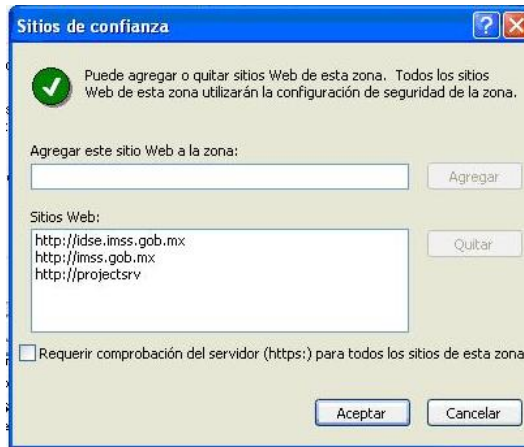 Sitios de confianza
Puede agregar o quitar sitios Web de esta zona. Todos los sitios
Web de esta zona utilizarán la configuración de seguridad de la zona.
Agregar este sitio Web a la zona:
Agregar
Sitios Web:
http://idse.imss.gob.mx
http://imss.gob.mx
http://projectsrv
Quitar
Requerir comprobación del servidor (https:) para todos los sitios de esta zona
Aceptar
Cancelar